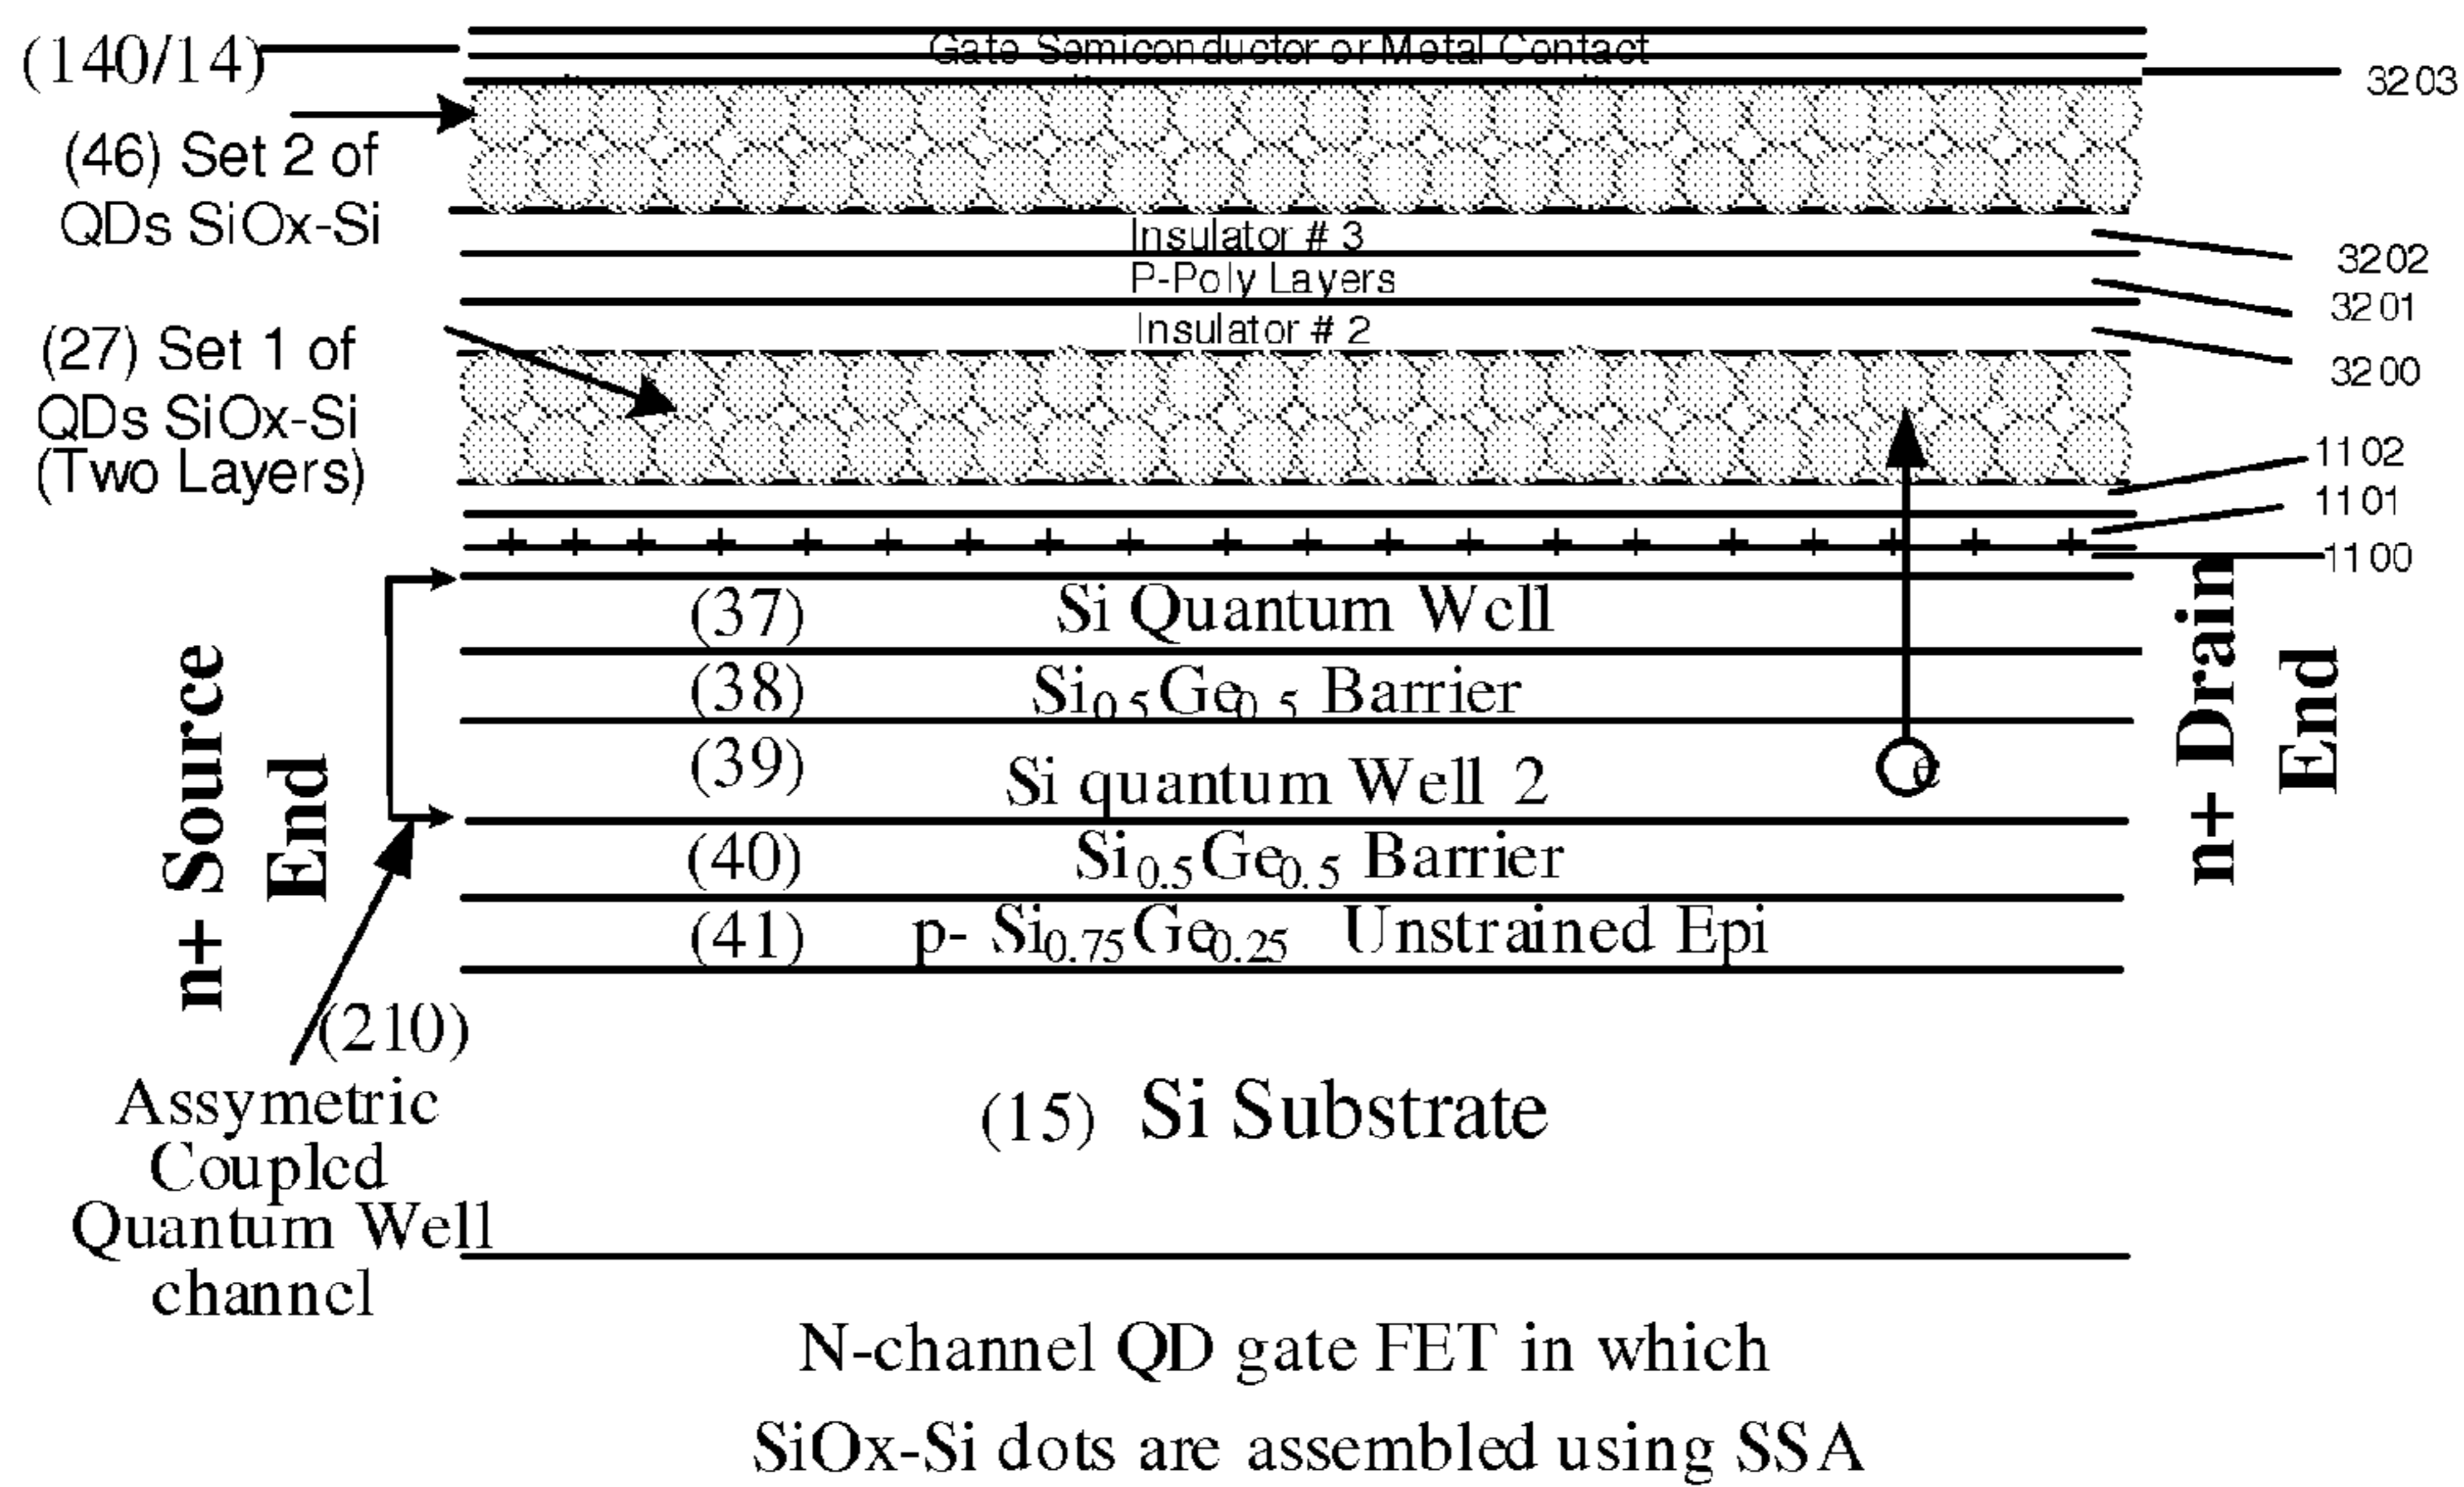 Gate Semiconductor or Metal Contact
(140/14)
3203
(46) Set 2 of
QDs SiOx-Si
Insulator # 3
3202
P-Poly Layers
3201
Insulator # 2
3200
(27) Set 1 of
QDs SiOx-Si
(Two Layers)
1102
1101
1100
(37) Si Quantum Well
(38) Si0.5Ge0.5 Barrier
(39) Si quantum Well 2
e
(40) Si0.5Ge0.5 Barrier
(41) p- Si0.75Ge0.25 Unstrained Epi
n+ Source
End
n+ Drain
End
(210)
Assymetric
Coupled
Quantum Well
channel
(15) Si Substrate
N-channel QD gate FET in which
SiOx-Si dots are assembled using SSA